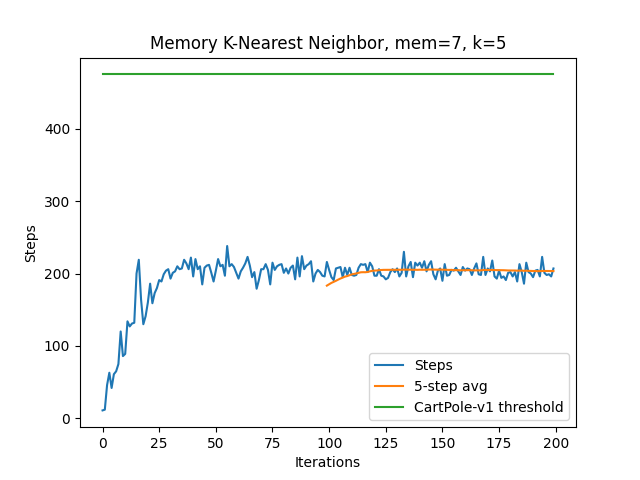 Memory K-Nearest Neighbor, mem=7, k=5
Steps
400
300
200
100
0
0 25 50 75 100 125 150 175 200
Iterations
Steps
5-step avg
CartPole-v1 threshold